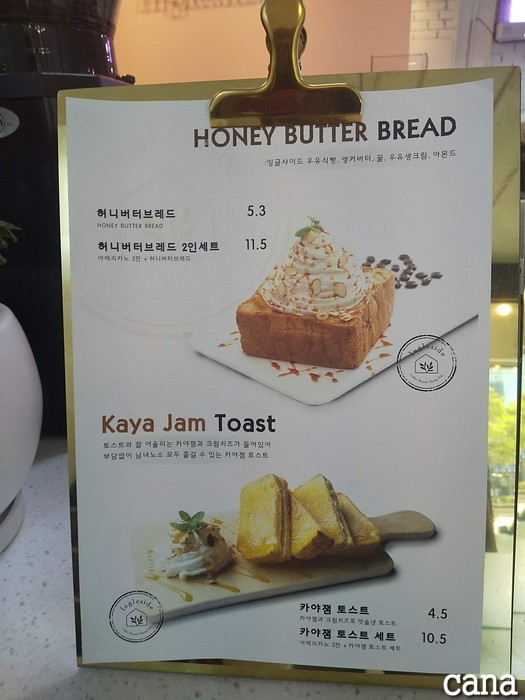 HONEY BUTTER BREAD
잉글사이드 우유식빵, 앵커버터, 꿀, 우유생크림, 아몬드
허니버터브레드 5.3
HONEY BUTTER BREAD
허니버터브레드 2인세트 11.5
아메리카노 2잔 + 허니버터브레드
Ingleside
Kaya Jam Toast
토스트와 잘 어울리는 카야잼과 크림치즈가 들어있어
부담없이 남녀노소 모두 즐길 수 있는 카야잼 토스트
Ingleside
카야잼 토스트 4.5
카야잼과 크림치즈로 맛을낸 토스트
카야잼 토스트 세트 10.5
아메리카노 2잔 + 카야잼 토스트 세트
cana